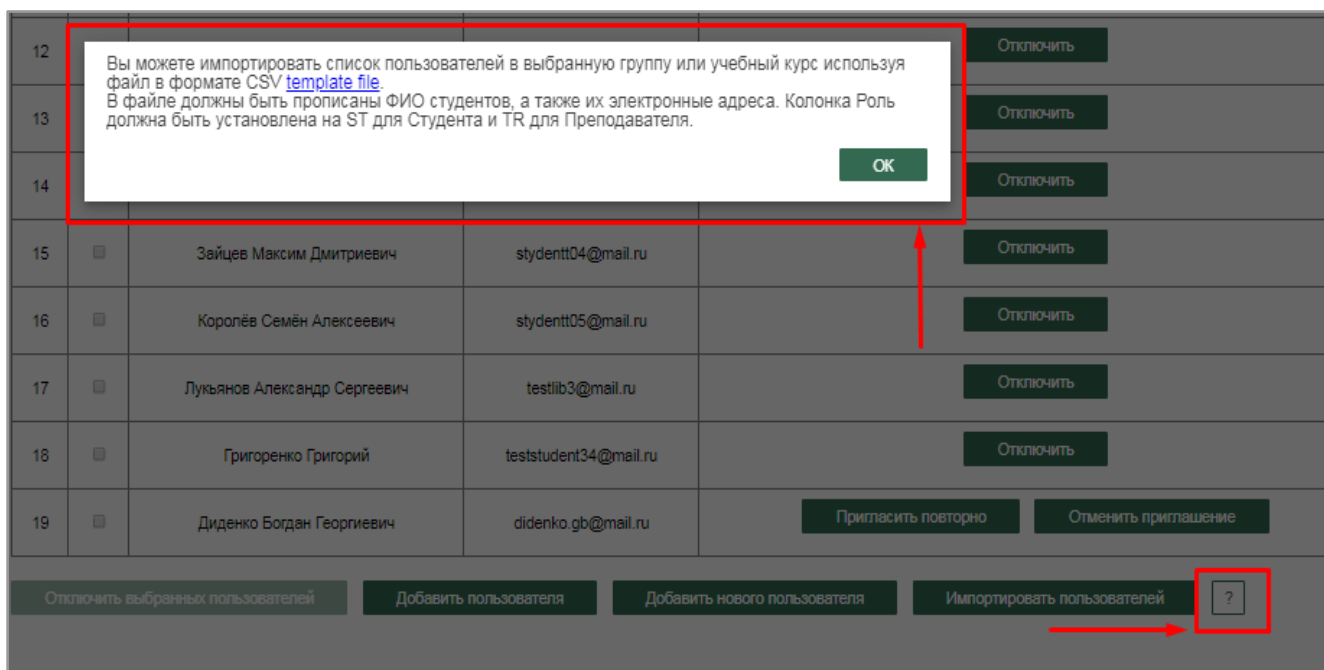 12
Отключить
Вы можете импортировать список пользователей в выбранную группу или учебный курс используя
файл в формате CSV template file.
В файле должны быть прописаны ФИО студентов, а также их электронные адреса. Колонка Роль
должна быть установлена на ST для Студента и TR для Преподавателя.
OK
13
Отключить
14
Отключить
15 Зайцев Максим Дмитриевич stydentt04@mail.ru Отключить
16 Королёв Семён Алексеевич stydentt05@mail.ru Отключить
17 Лукьянов Александр Сергеевич testlib3@mail.ru Отключить
18 Григоренко Григорий teststudent34@mail.ru Отключить
19 Диденко Богдан Георгиевич didenko.gb@mail.ru Пригласить повторно Отменить приглашение
Отключить выбранных пользователей Добавить пользователя Добавить нового пользователя Импортировать пользователей ?